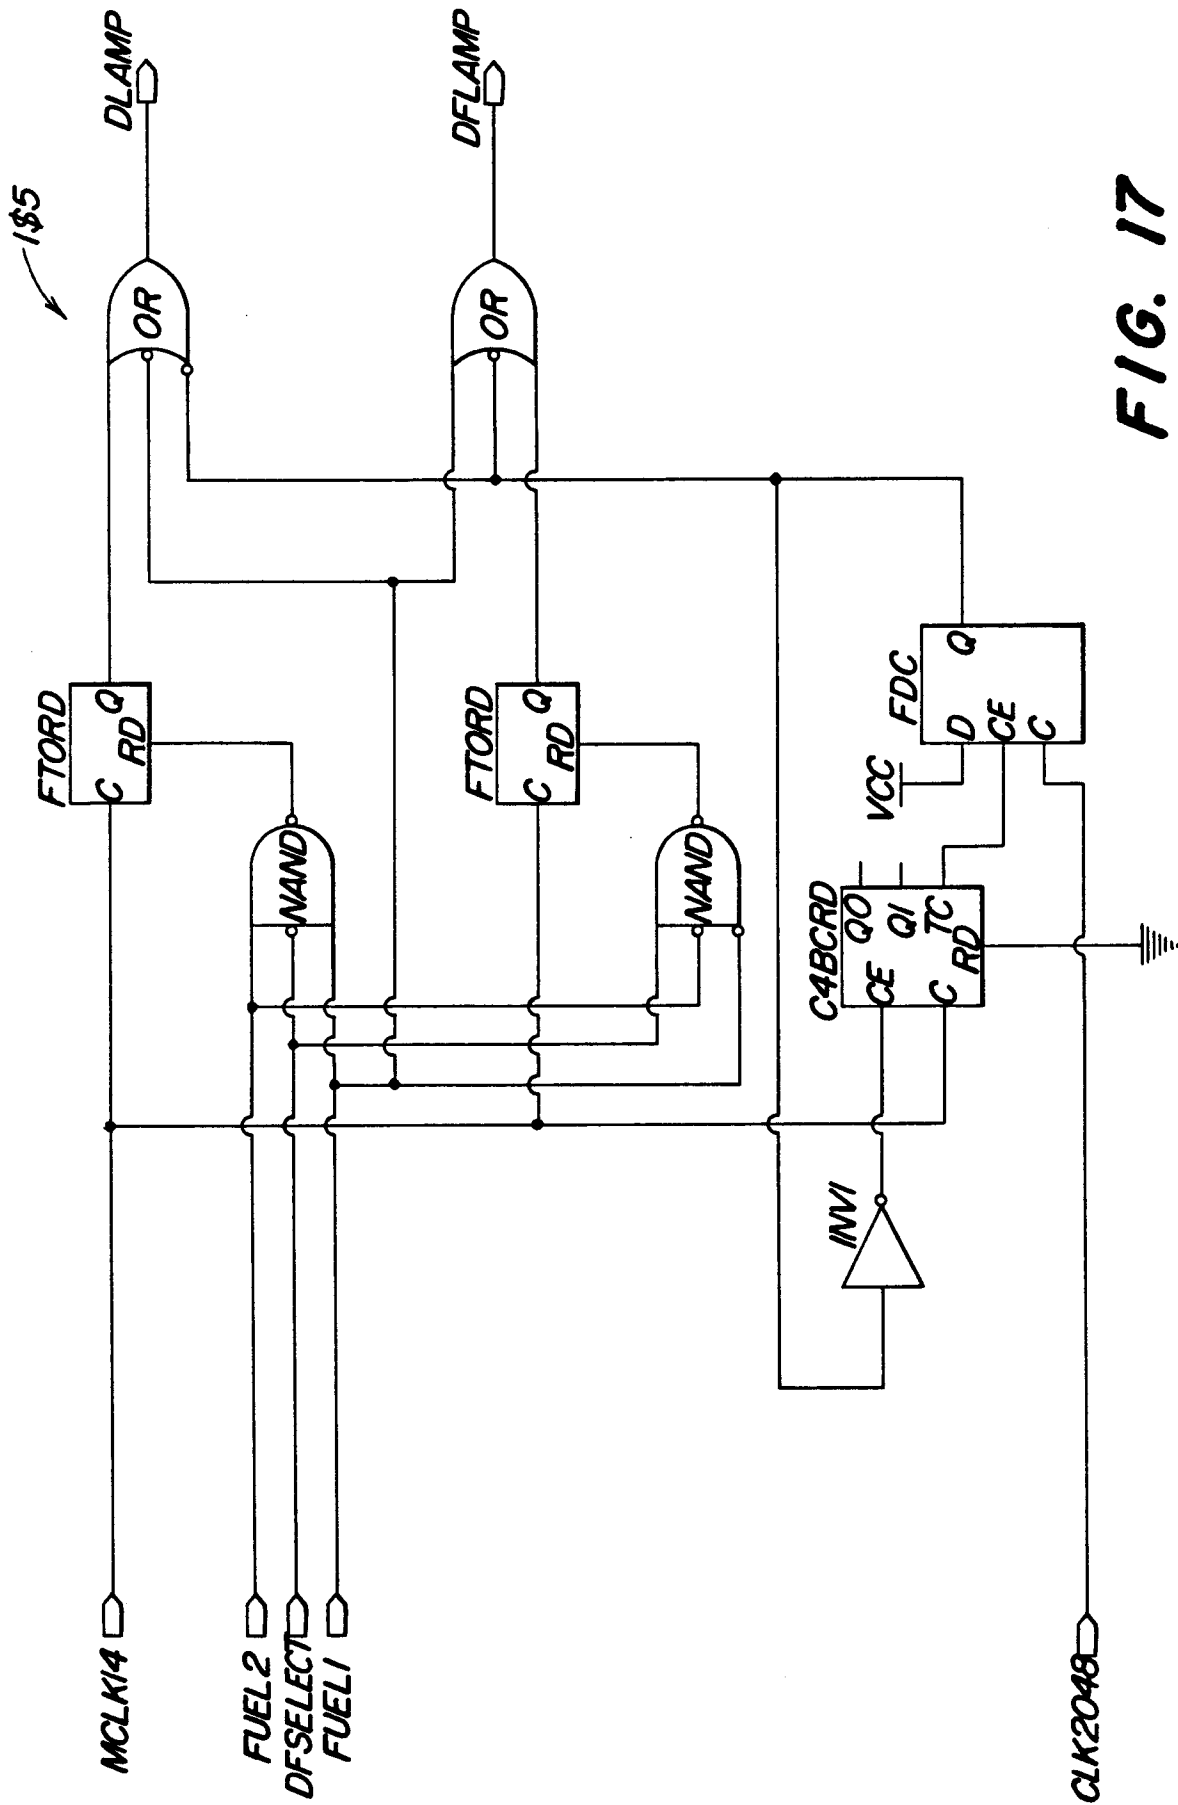 1$5
DLAMP
DFLAMP
OR
OR
FTORD
C
Q
RD
FTORD
C
Q
RD
NAND
NAND
MCLK14
FUEL2
DFSELECT
FUEL1
INV1
C4BCRD
CE
Q0
Q1
TC
C
RD
VCC
FDC
D
Q
CE
C
CLK2048
FIG. 17